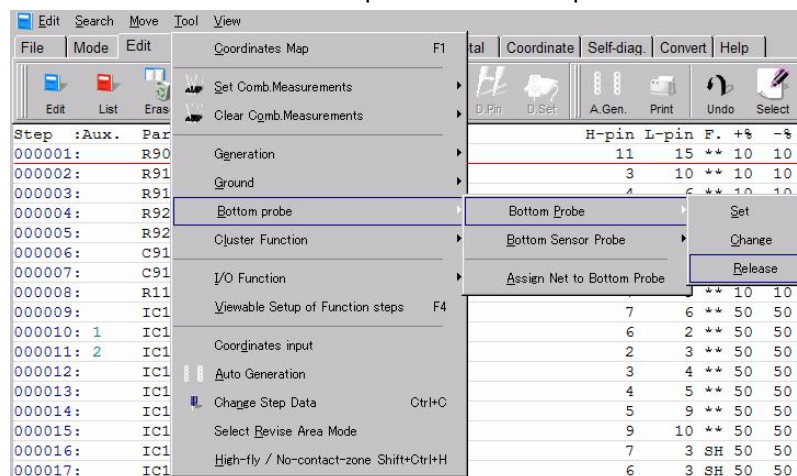 Edit Search Move Tool View
File Mode Edit tal Coordinate Self-diag. Convert Help
Edit List Eras D.Pin D.Set A.Gen. Print Undo Select
Coordinates Map F1
Set Comb.Measurements
Clear Comb.Measurements
Generation
Ground
Bottom probe
Cluster Function
I/O Function
Viewable Setup of Function steps F4
Coordinates input
Auto Generation
Change Step Data Ctrl+C
Select Revise Area Mode
High-fly / No-contact-zone Shift+Ctrl+H
Bottom Probe
Bottom Sensor Probe
Assign Net to Bottom Probe
Set
Change
Release
Step :Aux. Par H-pin L-pin F. +% -%
000001: R90 11 15 ** 10 10
000002: R91 3 10 ** 10 10
000003: R91 4 6 ** 10 10
000004: R92
000005: R92
000006: C91
000007: C91
000008: R11 ** 10 10
000009: IC1 7 6 ** 50 50
000010: 1 IC1 6 2 ** 50 50
000011: 2 IC1 2 3 ** 50 50
000012: IC1 3 4 ** 50 50
000013: IC1 4 5 ** 50 50
000014: IC1 5 9 ** 50 50
000015: IC1 9 10 ** 50 50
000016: IC1 7 3 SH 50 50
000017: IC1 6 3 SH 50 50